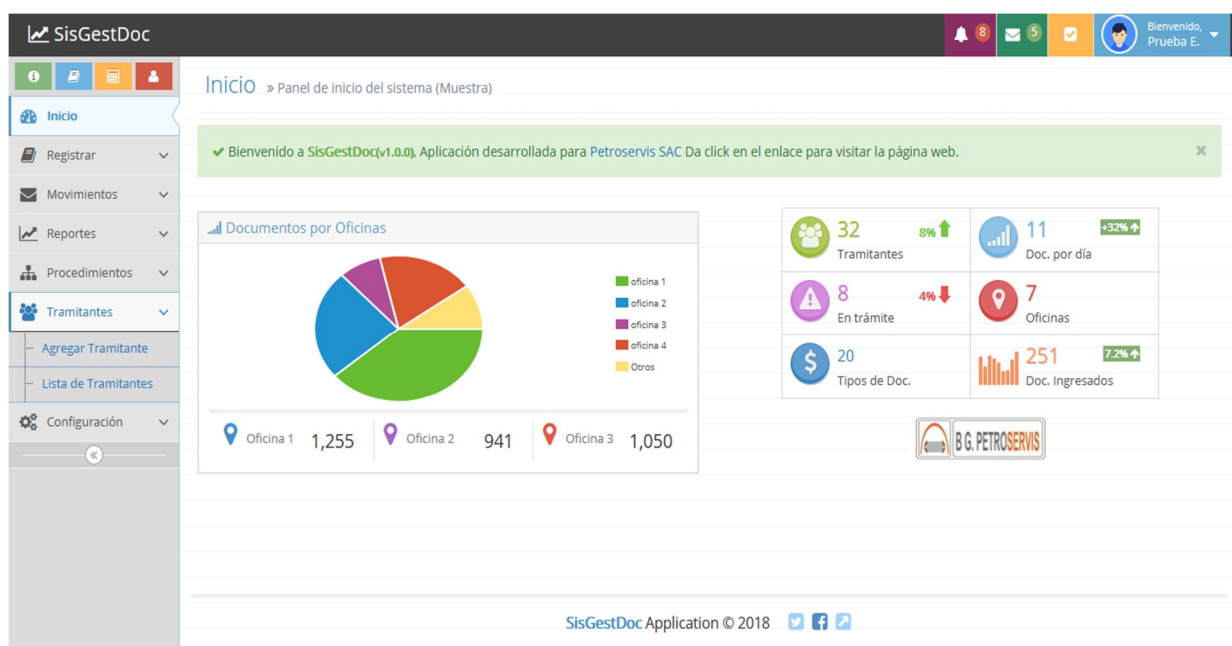 SisGestDoc
8
5
Bienvenido,
Prueba E.
Inicio » Panel de inicio del sistema (Muestra)
Inicio
Registrar
Movimientos
Reportes
Procedimientos
Tramitantes
Agregar Tramitante
Lista de Tramitantes
Configuración
Bienvenido a SisGestDoc(v1.0.0), Aplicación desarrollada para Petroservis SAC Da click en el enlace para visitar la página web.
Documentos por Oficinas
oficina 1
oficina 2
oficina 3
oficina 4
Otros
Oficina 1 1,255
Oficina 2 941
Oficina 3 1,050
32 8%
Tramitantes
11 +32%
Doc. por día
8 4%
En trámite
7
Oficinas
20
Tipos de Doc.
251 7.2%
Doc. Ingresados
B G. PETROSERVIS
SisGestDoc Application © 2018